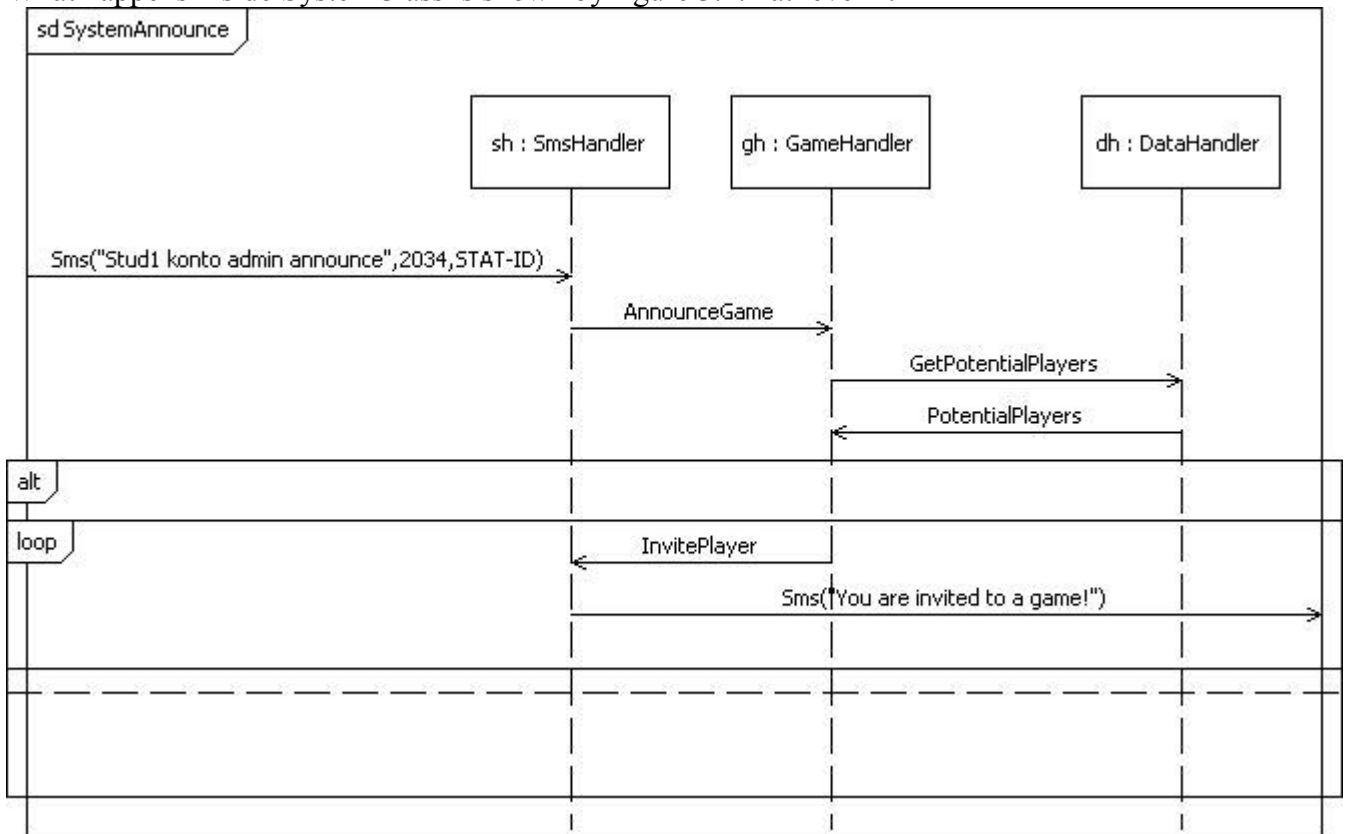 sd SystemAnnounce
sh : SmsHandler
gh : GameHandler
dh : DataHandler
Sms("Stud1 konto admin announce",2034,STAT-ID)
AnnounceGame
GetPotentialPlayers
PotentialPlayers
alt
loop
InvitePlayer
Sms("You are invited to a game!")